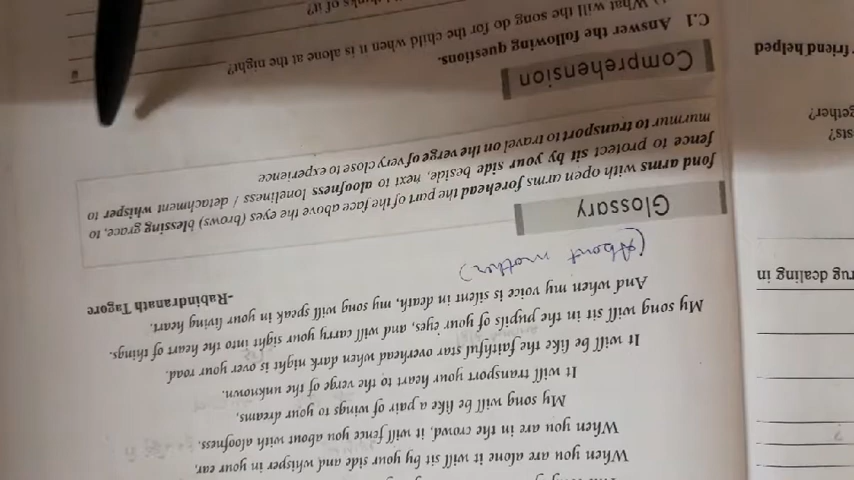 When you are alone it will sit by your side and whisper in your ear,
When you are in the crowd, it will fence you about with aloofness.
My song will be like a pair of wings to your dreams,
It will transport your heart to the verge of the unknown.
It will be like the faithful star overhead when dark night is over your road.
My song will sit in the pupils of your eyes, and will carry your sight into the heart of things.
And when my voice is silent in death, my song will speak in your living heart.
-Rabindranath Tagore
(About mother)
Glossary
fond arms with open arms forehead the part of the face above the eyes (brows) blessing grace, to
fence to protect sit by your side beside, next to aloofness loneliness / detachment whisper to
murmur to transport to travel on the verge of very close to experience
Comprehension
C.1 Answer the following questions.
What will the song do for the child when it is alone at the night?
friend helped
rug dealing in